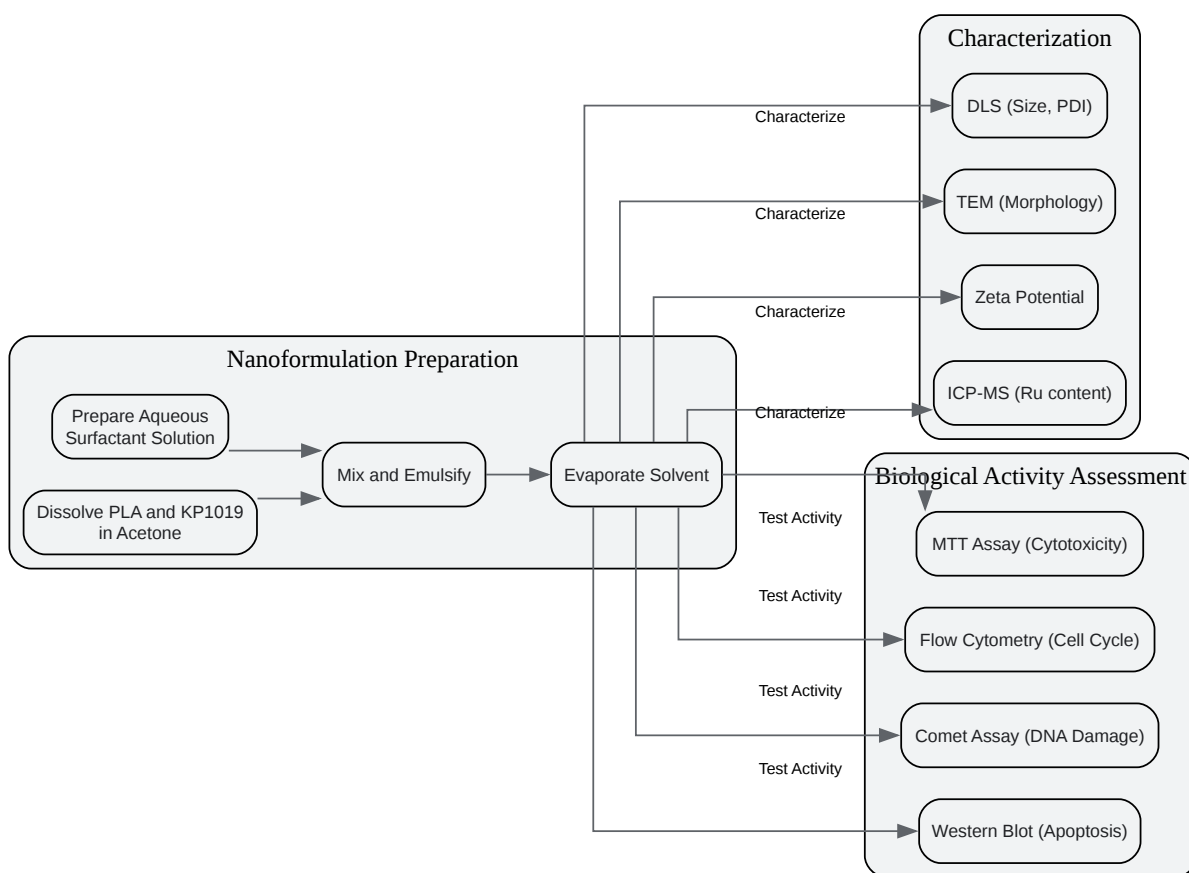 Characterization
DLS (Size, PDI)
Characterize
TEM (Morphology)
Characterize
Zeta Potential
Characterize
ICP-MS (Ru content)
Characterize
Nanoformulation Preparation
Prepare Aqueous
Surfactant Solution
Dissolve PLA and KP1019
in Acetone
Mix and Emulsify
Evaporate Solvent
Biological Activity Assessment
Test Activity
MTT Assay (Cytotoxicity)
Test Activity
Flow Cytometry (Cell Cycle)
Test Activity
Comet Assay (DNA Damage)
Test Activity
Western Blot (Apoptosis)